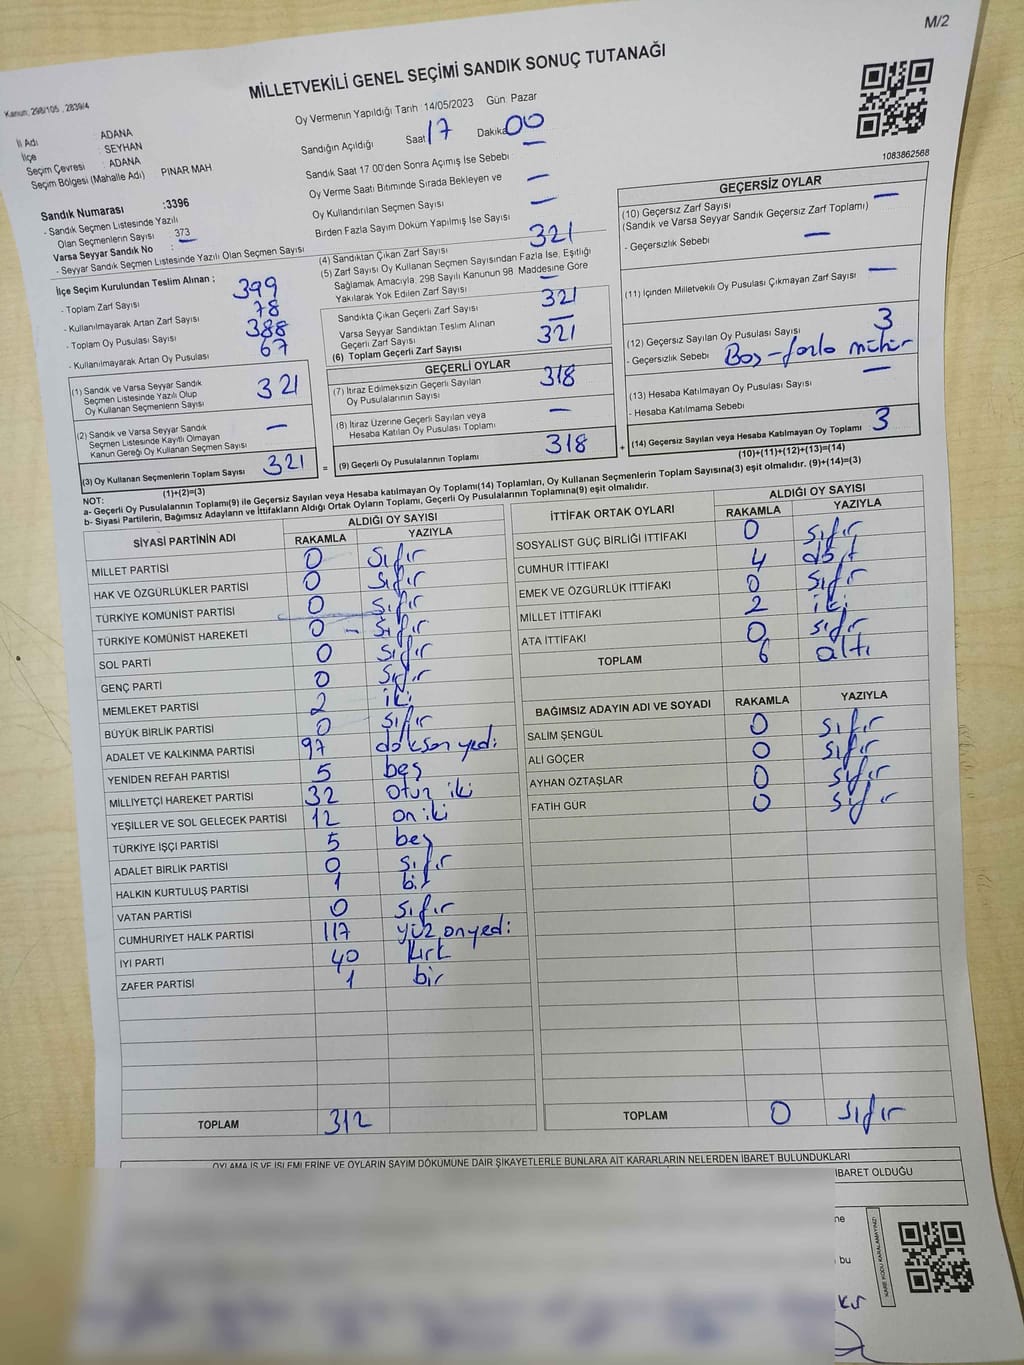 M/2
MİLLETVEKİLİ GENEL SEÇİMİ SANDIK SONUÇ TUTANAĞI
Kanun: 298/105 , 2839/4
İl Adı : ADANA
İlçe : SEYHAN
Seçim Çevresi : ADANA
Seçim Bölgesi (Mahalle Adı) PINAR MAH
Oy Vermenin Yapıldığı Tarih 14/05/2023 Gün. Pazar
Sandığın Açıldığı Saat 17 Dakika 00
Sandık Saat 17 00'den Sonra Açımış İse Sebebi —
Oy Verme Saati Bitiminde Sırada Bekleyen ve
Oy Kullandırılan Seçmen Sayısı —
Birden Fazla Sayım Döküm Yapılmış İse Sayısı —
Sandık Numarası :3396
- Sandık Seçmen Listesinde Yazılı
Olan Seçmenlerin Sayısı 373
Varsa Seyyar Sandık No : —
- Seyyar Sandık Seçmen Listesinde Yazılı Olan Seçmen Sayısı
İlçe Seçim Kurulundan Teslim Alınan ;
- Toplam Zarf Sayısı 399
- Kullanılmayarak Artan Zarf Sayısı 78
- Toplam Oy Pusulası Sayısı 388
- Kullanılmayarak Artan Oy Pusulası 67
(1) Sandık ve Varsa Seyyar Sandık
Seçmen Listesinde Yazılı Olup
Oy Kullanan Seçmenlerin Sayısı 321
(2) Sandık ve Varsa Seyyar Sandık
Seçmen Listesinde Kayıtlı Olmayan
Kanun Gereği Oy Kullanan Seçmen Sayısı —
(3) Oy Kullanan Seçmenlerin Toplam Sayısı 321
(1)+(2)=(3)
(4) Sandıktan Çıkan Zarf Sayısı 321
(5) Zarf Sayısı Oy Kullanan Seçmen Sayısından Fazla İse, Eşitliği
Sağlamak Amacıyla, 298 Sayılı Kanunun 98 Maddesine Göre
Yakılarak Yok Edilen Zarf Sayısı —
Sandıkta Çıkan Geçerli Zarf Sayısı 321
Varsa Seyyar Sandıktan Teslim Alınan
Geçerli Zarf Sayısı —
(6) Toplam Geçerli Zarf Sayısı 321
GEÇERLİ OYLAR
(7) İtiraz Edilmeksizin Geçerli Sayılan
Oy Pusulalarının Sayısı 318
(8) İtiraz Üzerine Geçerli Sayılan veya
Hesaba Katılan Oy Pusulası Toplamı —
= (9) Geçerli Oy Pusulalarının Toplamı 318
1083862568
GEÇERSİZ OYLAR
(10) Geçersiz Zarf Sayısı —
(Sandık ve Varsa Seyyar Sandık Geçersiz Zarf Toplamı)
- Geçersizlik Sebebi —
(11) İçinden Milletvekili Oy Pusulası Çıkmayan Zarf Sayısı —
(12) Geçersiz Sayılan Oy Pusulası Sayısı 3
- Geçersizlik Sebebi Boş-fazla mühür
(13) Hesaba Katılmayan Oy Pusulası Sayısı —
- Hesaba Katılmama Sebebi
+ (14) Geçersiz Sayılan veya Hesaba Katılmayan Oy Toplamı 3
(10)+(11)+(12)+(13)=(14)
NOT:
a- Geçerli Oy Pusulalarının Toplamı(9) ile Geçersiz Sayılan veya Hesaba katılmayan Oy Toplamı(14) Toplamları, Oy Kullanan Seçmenlerin Toplam Sayısına(3) eşit olmalıdır. (9)+(14)=(3)
b- Siyasi Partilerin, Bağımsız Adayların ve İttifakların Aldığı Ortak Oyların Toplamı, Geçerli Oy Pusulalarının Toplamına(9) eşit olmalıdır.
SİYASİ PARTİNİN ADI ALDIĞI OY SAYISI
RAKAMLA YAZIYLA
MİLLET PARTİSİ 0 sıfır
HAK VE ÖZGÜRLÜKLER PARTİSİ 0 sıfır
TÜRKİYE KOMÜNİST PARTİSİ 0 sıfır
TÜRKİYE KOMÜNİST HAREKETİ 0 - sıfır
SOL PARTİ 0 sıfır
GENÇ PARTİ 0 sıfır
MEMLEKET PARTİSİ 2 iki
BÜYÜK BİRLİK PARTİSİ 0 sıfır
ADALET VE KALKINMA PARTİSİ 97 doksan yedi
YENİDEN REFAH PARTİSİ 5 beş
MİLLİYETÇİ HAREKET PARTİSİ 32 otuz iki
YEŞİLLER VE SOL GELECEK PARTİSİ 12 on iki
TÜRKİYE İŞÇİ PARTİSİ 5 beş
ADALET BİRLİK PARTİSİ 0 sıfır
HALKIN KURTULUŞ PARTİSİ 1 bir
VATAN PARTİSİ 0 sıfır
CUMHURİYET HALK PARTİSİ 117 yüz onyedi
İYİ PARTİ 40 kırk
ZAFER PARTİSİ 1 bir
TOPLAM 312
İTTİFAK ORTAK OYLARI ALDIĞI OY SAYISI
RAKAMLA YAZIYLA
SOSYALİST GÜÇ BİRLİĞİ İTTİFAKI 0 sıfır
CUMHUR İTTİFAKI 4 dört
EMEK VE ÖZGÜRLÜK İTTİFAKI 0 sıfır
MİLLET İTTİFAKI 2 iki
ATA İTTİFAKI 0 sıfır
TOPLAM 6 altı
BAĞIMSIZ ADAYIN ADI VE SOYADI RAKAMLA YAZIYLA
SALİM ŞENGÜL 0 sıfır
ALİ GÖÇER 0 sıfır
AYHAN ÖZTAŞLAR 0 sıfır
FATİH GÜR 0 sıfır
TOPLAM 0 sıfır
OYLAMA İŞ VE İŞLEMLERİNE VE OYLARIN SAYIM DÖKÜMÜNE DAİR ŞİKAYETLERLE BUNLARA AİT KARARLARIN NELERDEN İBARET BULUNDUKLARI
İBARET OLDUĞU
ne
bu
KARE KODU KARALAMAYINIZ!